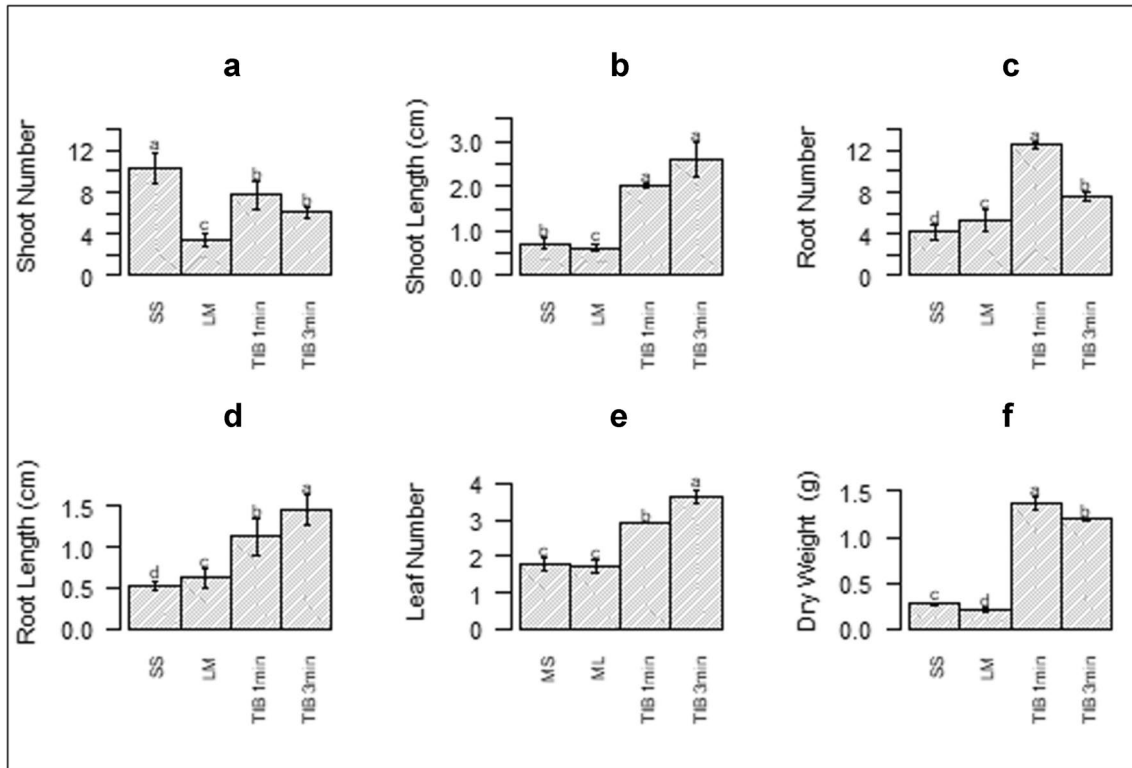 a
Shoot Number
12
8
4
0
a
c
b
b
SS
LM
TIB 1min
TIB 3min
b
Shoot Length (cm)
3.0
2.0
1.0
0.0
b
c
a
a
SS
LM
TIB 1min
TIB 3min
c
Root Number
12
8
4
0
d
c
a
b
SS
LM
TIB 1min
TIB 3min
d
Root Length (cm)
1.5
1.0
0.5
0.0
d
c
b
a
SS
LM
TIB 1min
TIB 3min
e
Leaf Number
4
3
2
1
0
c
c
b
a
MS
ML
TIB 1min
TIB 3min
f
Dry Weight (g)
1.5
1.0
0.5
0.0
c
d
a
b
SS
LM
TIB 1min
TIB 3min